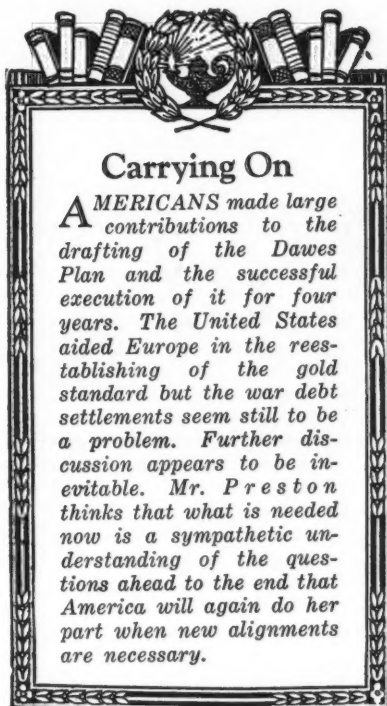 Carrying On
AMERICANS made large
contributions to the
drafting of the Dawes
Plan and the successful
execution of it for four
years. The United States
aided Europe in the rees-
tablishing of the gold
standard but the war debt
settlements seem still to be
a problem. Further dis-
cussion appears to be in-
evitable. Mr. Preston
thinks that what is needed
now is a sympathetic un-
derstanding of the ques-
tions ahead to the end that
America will again do her
part when new alignments
are necessary.